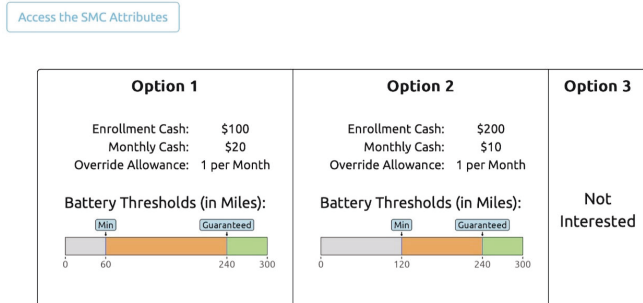 Access the SMC Attributes
Option 1
Enrollment Cash: $100
Monthly Cash: $20
Override Allowance: 1 per Month
Battery Thresholds (in Miles):
Min Guaranteed
0 60 240 300
Option 2
Enrollment Cash: $200
Monthly Cash: $10
Override Allowance: 1 per Month
Battery Thresholds (in Miles):
Min Guaranteed
0 120 240 300
Option 3
Not
Interested